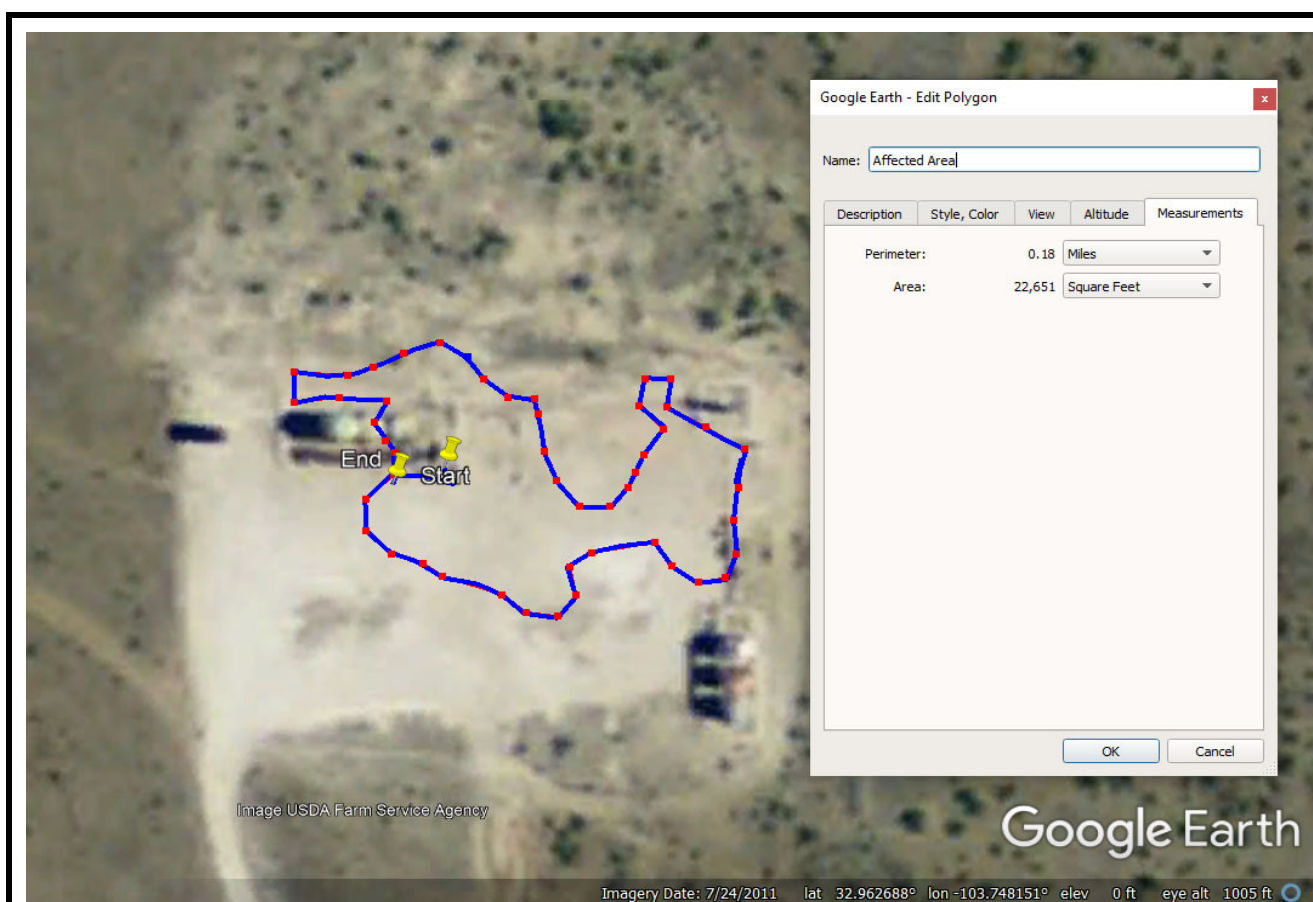 Google Earth - Edit Polygon
x
Name: Affected Area
Description Style, Color View Altitude Measurements
Perimeter: 0.18 Miles
Area: 22,651 Square Feet
End
Start
OK Cancel
Image USDA Farm Service Agency
Google Earth
Imagery Date: 7/24/2011 lat 32.962688° lon -103.748151° elev 0 ft eye alt 1005 ft